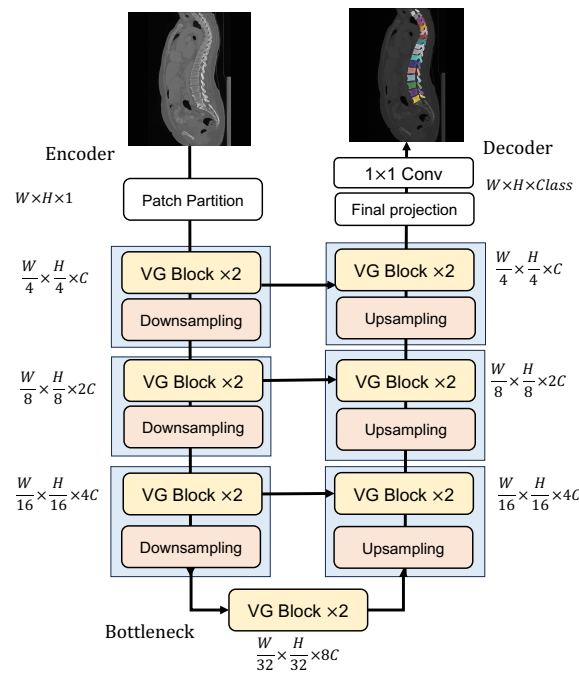 Encoder
Decoder
W×H×1
Patch Partition
1×1 Conv
W×H×Class
Final projection
W/4 × H/4 ×C
VG Block ×2
VG Block ×2
W/4 × H/4 ×C
Downsampling
Upsampling
W/8 × H/8 ×2C
VG Block ×2
VG Block ×2
W/8 × H/8 ×2C
Downsampling
Upsampling
W/16 × H/16 ×4C
VG Block ×2
VG Block ×2
W/16 × H/16 ×4C
Downsampling
Upsampling
VG Block ×2
Bottleneck
W/32 × H/32 ×8C